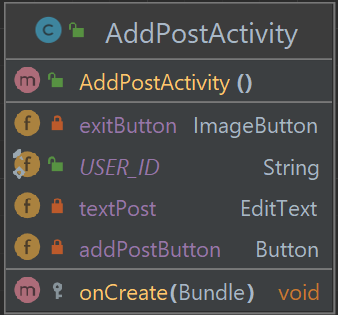 C AddPostActivity
m AddPostActivity ()
f exitButton ImageButton
f USER_ID String
f textPost EditText
f addPostButton Button
m onCreate(Bundle) void